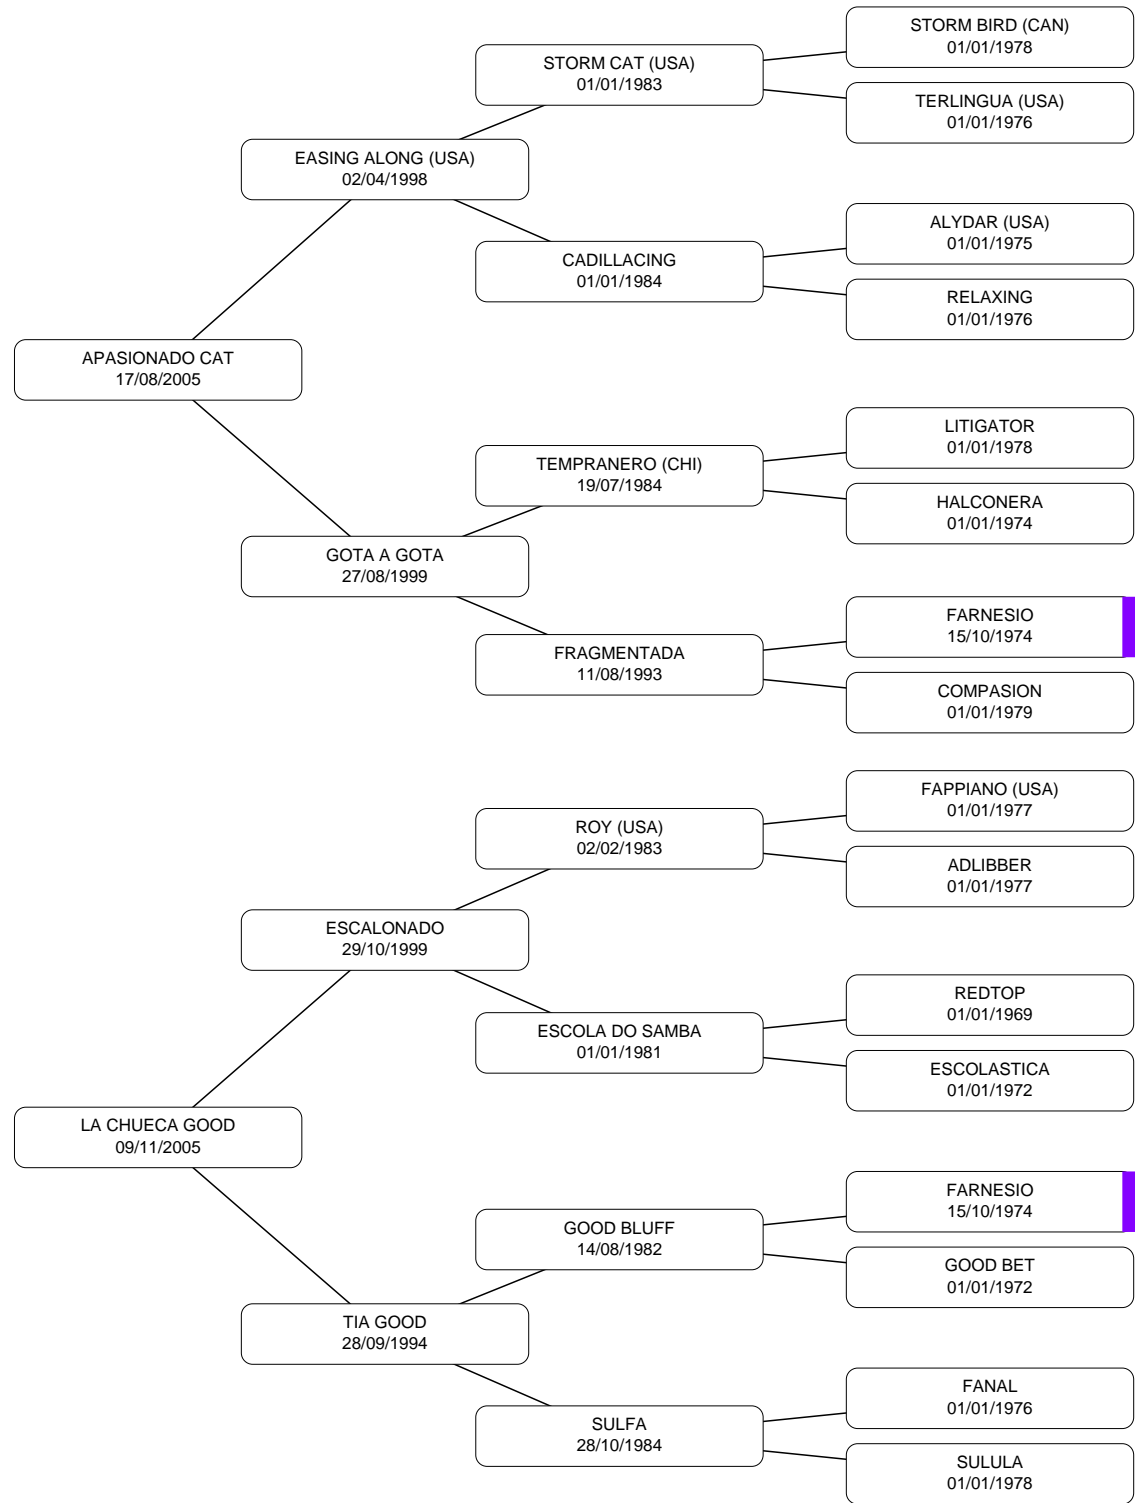 STORM BIRD (CAN)
01/01/1978
STORM CAT (USA)
01/01/1983
TERLINGUA (USA)
01/01/1976
EASING ALONG (USA)
02/04/1998
ALYDAR (USA)
01/01/1975
CADILLACING
01/01/1984
RELAXING
01/01/1976
APASIONADO CAT
17/08/2005
LITIGATOR
01/01/1978
TEMPRANERO (CHI)
19/07/1984
HALCONERA
01/01/1974
GOTA A GOTA
27/08/1999
FARNESIO
15/10/1974
FRAGMENTADA
11/08/1993
COMPASION
01/01/1979
FAPPIANO (USA)
01/01/1977
ROY (USA)
02/02/1983
ADLIBBER
01/01/1977
ESCALONADO
29/10/1999
REDTOP
01/01/1969
ESCOLA DO SAMBA
01/01/1981
ESCOLASTICA
01/01/1972
LA CHUECA GOOD
09/11/2005
FARNESIO
15/10/1974
GOOD BLUFF
14/08/1982
GOOD BET
01/01/1972
TIA GOOD
28/09/1994
FANAL
01/01/1976
SULFA
28/10/1984
SULULA
01/01/1978